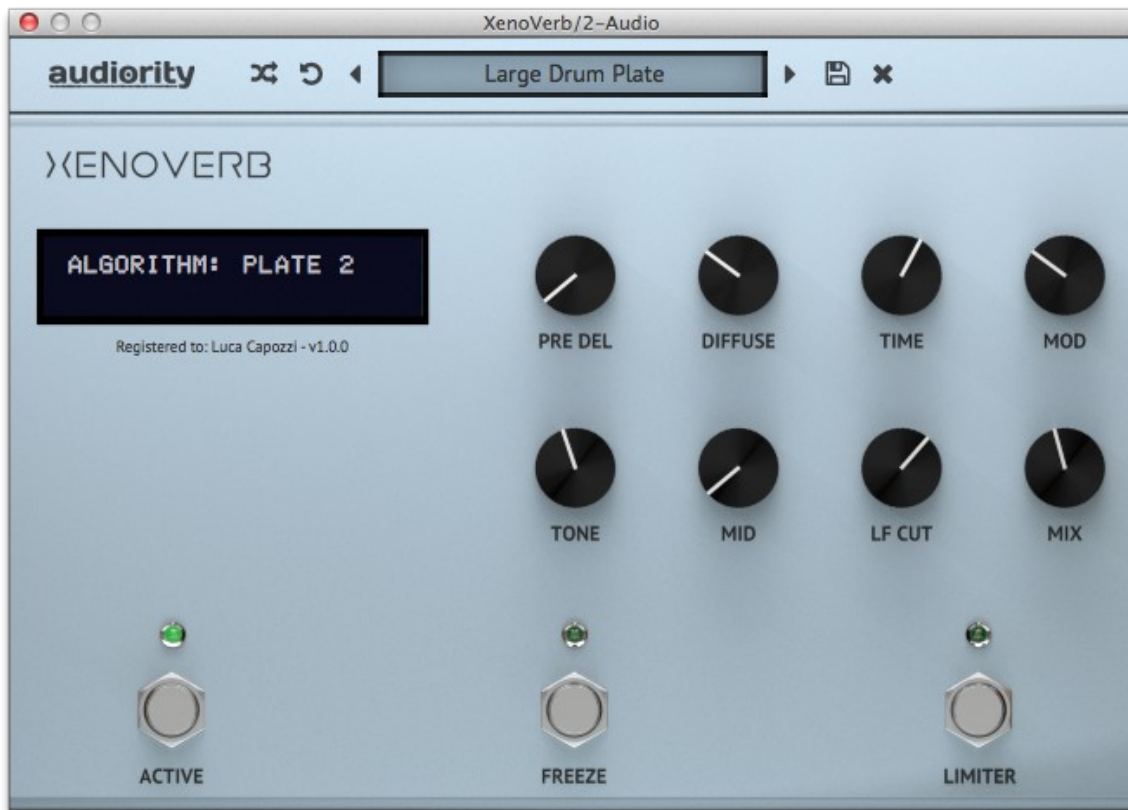 XenoVerb/2-Audio
audiority
Large Drum Plate
XENOVERB
ALGORITHM: PLATE 2
Registered to: Luca Capozzi - v1.0.0
PRE DEL DIFFUSE TIME MOD
TONE MID LF CUT MIX
ACTIVE FREEZE LIMITER